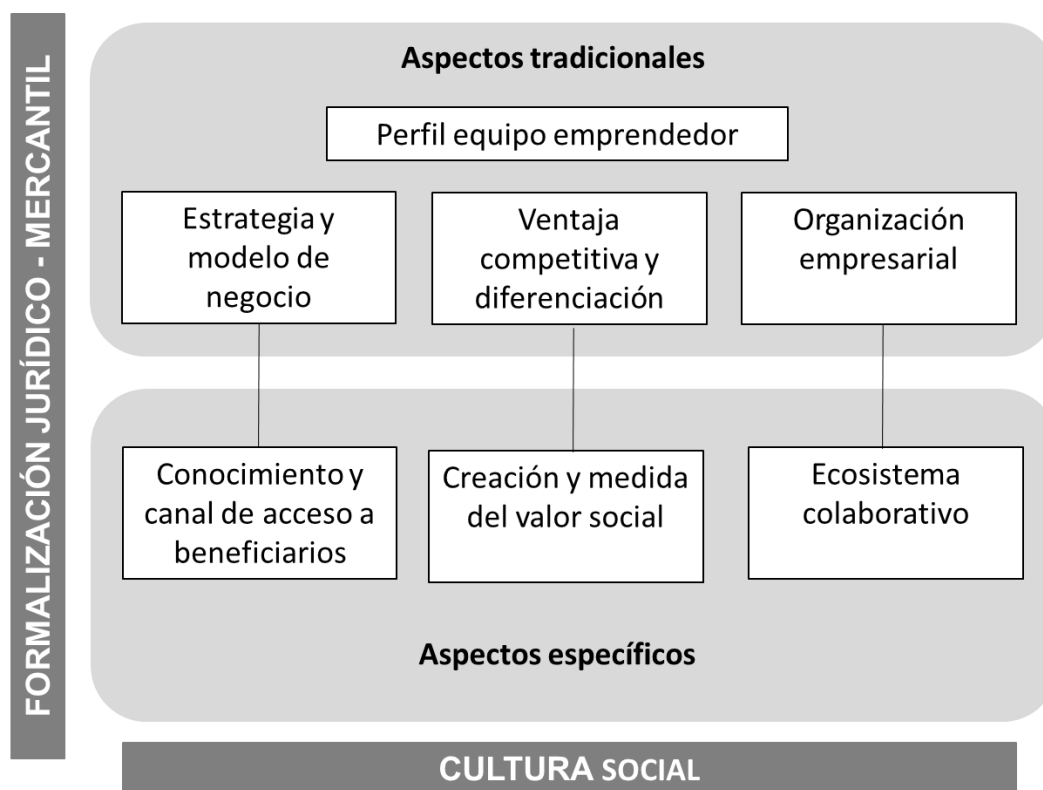 FORMALIZACIÓN JURÍDICO - MERCANTIL
Aspectos tradicionales
Perfil equipo emprendedor
Estrategia y
modelo de
negocio
Ventaja
competitiva y
diferenciación
Organización
empresarial
Conocimiento y
canal de acceso a
beneficiarios
Creación y medida
del valor social
Ecosistema
colaborativo
Aspectos específicos
CULTURA SOCIAL